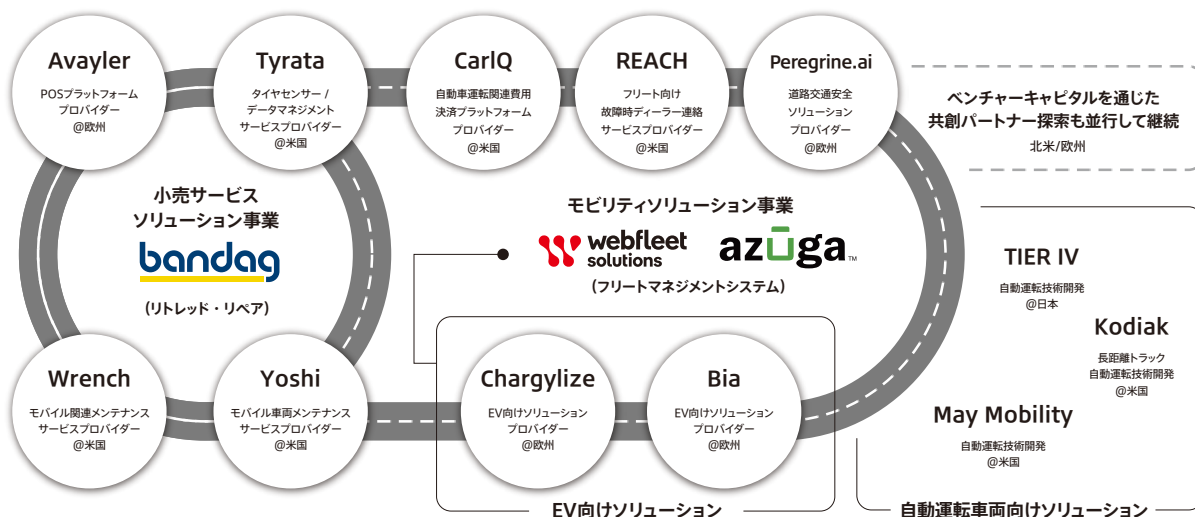 Avayler
POSプラットフォーム
プロバイダー
@欧州
Tyrata
タイヤセンサー /
データマネジメント
サービスプロバイダー
@米国
CarIQ
自動車運転関連費用
決済プラットフォーム
プロバイダー
@米国
REACH
フリート向け
故障時ディーラー連絡
サービスプロバイダー
@米国
Peregrine.ai
道路交通安全
ソリューション
プロバイダー
@欧州
ベンチャーキャピタルを通じた
共創パートナー探索も並行して継続
北米/欧州
小売サービス
ソリューション事業
bandag
(リトレッド・リペア)
モビリティソリューション事業
webfleet
solutions
azūga™
(フリートマネジメントシステム)
Wrench
モバイル関連メンテナンス
サービスプロバイダー
@米国
Yoshi
モバイル車両メンテナンス
サービスプロバイダー
@米国
Chargylize
EV向けソリューション
プロバイダー
@欧州
Bia
EV向けソリューション
プロバイダー
@欧州
EV向けソリューション
TIER IV
自動運転技術開発
@日本
Kodiak
長距離トラック
自動運転技術開発
@米国
May Mobility
自動運転技術開発
@米国
自動運転車両向けソリューション